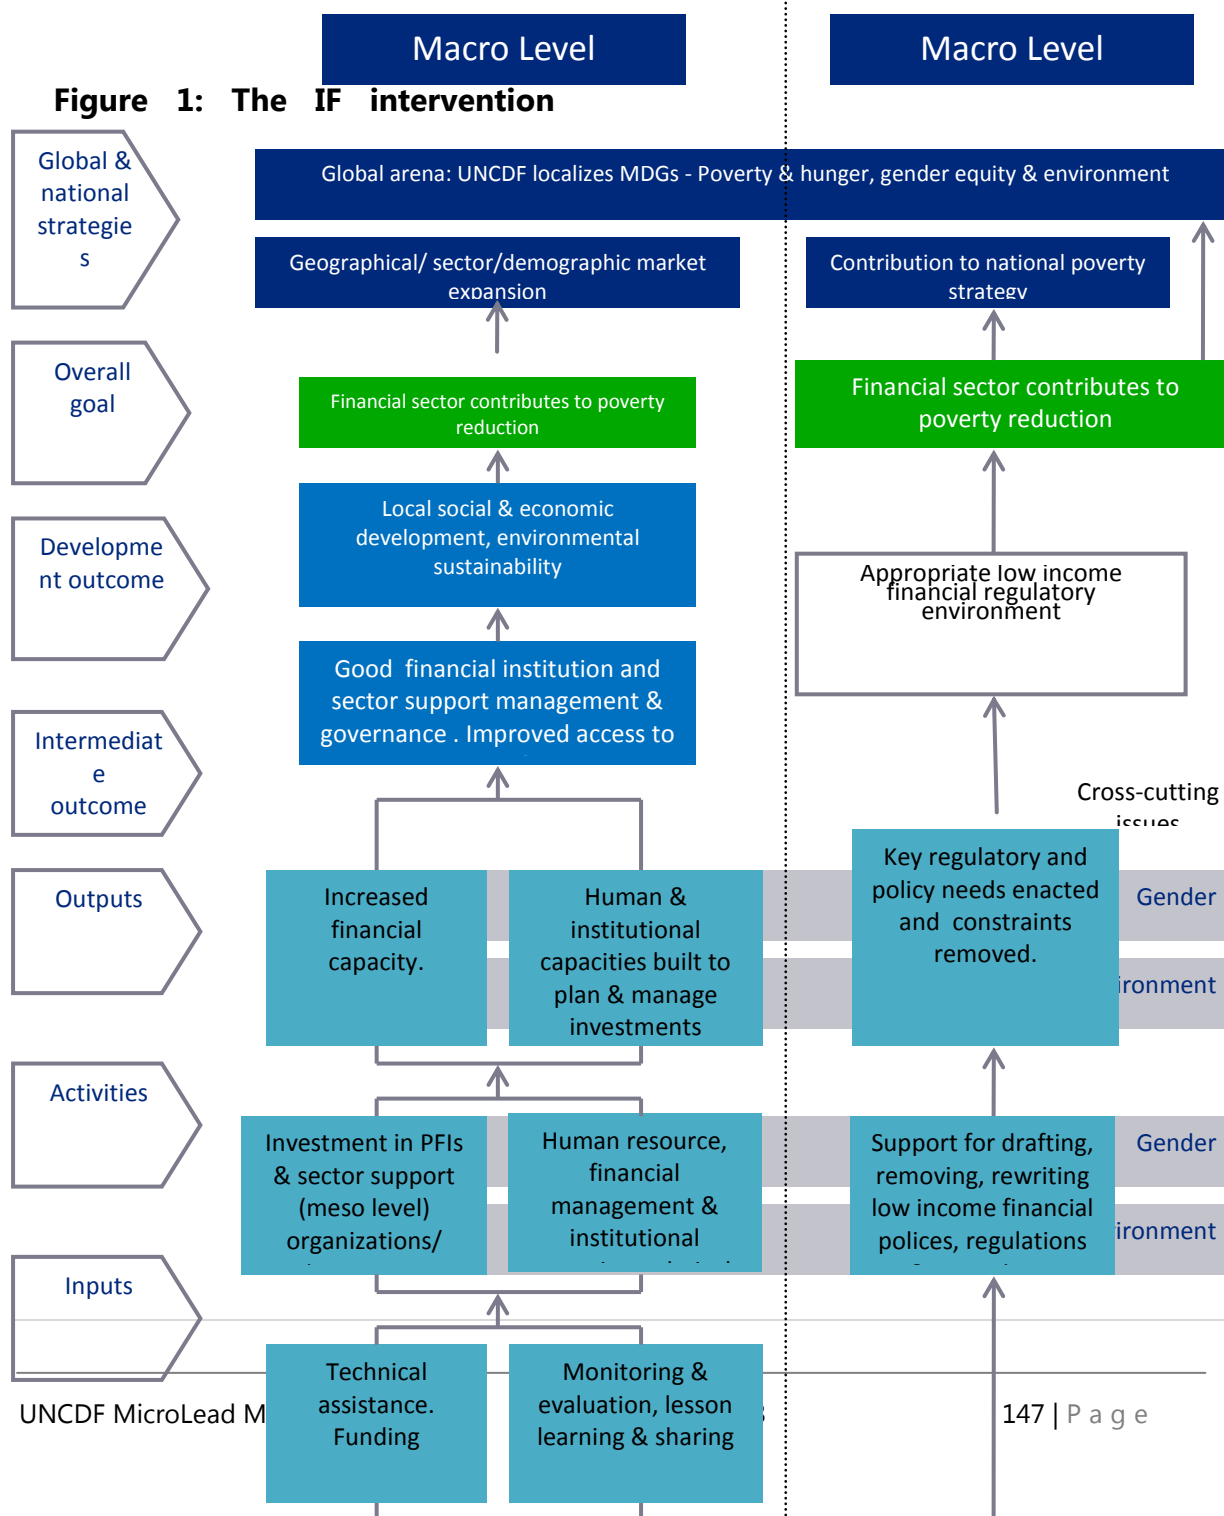 Macro Level
Macro Level
Figure 1: The IF intervention
Global &
national
strategie
s
Global arena: UNCDF localizes MDGs - Poverty & hunger, gender equity & environment
Geographical/ sector/demographic market
expansion
Contribution to national poverty
strategy
Overall
goal
Financial sector contributes to poverty
reduction
Financial sector contributes to
poverty reduction
Developme
nt outcome
Local social & economic
development, environmental
sustainability
Appropriate low income
financial regulatory
environment
Intermediat
e
outcome
Good financial institution and
sector support management &
governance . Improved access to
Cross-cutting
issues
Outputs
Increased
financial
capacity.
Human &
institutional
capacities built to
plan & manage
investments
Key regulatory and
policy needs enacted
and constraints
removed.
Gender
ironment
Activities
Investment in PFIs
& sector support
(meso level)
organizations/
Human resource,
financial
management &
institutional
Support for drafting,
removing, rewriting
low income financial
polices, regulations
Gender
ironment
Inputs
Technical
assistance.
Funding
Monitoring &
evaluation, lesson
learning & sharing
UNCDF MicroLead M
147 | P a g e